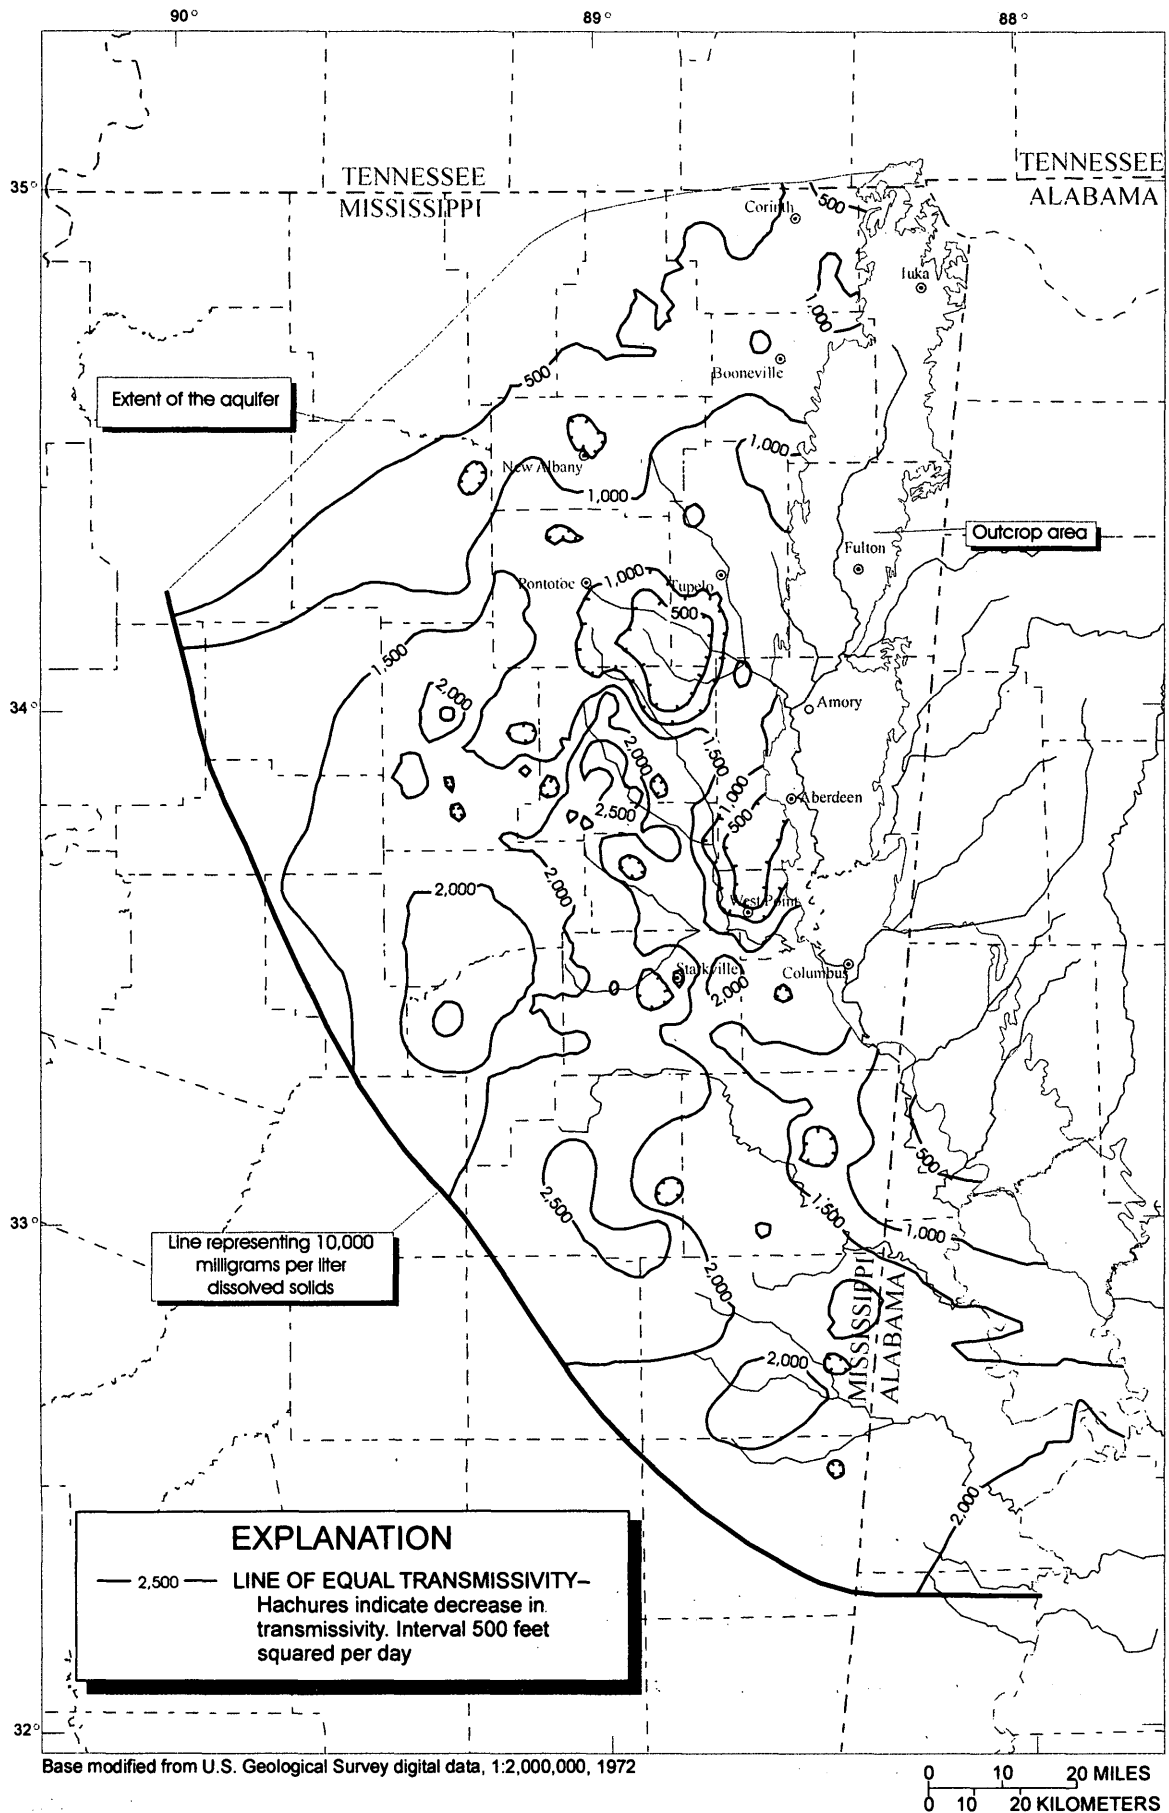 90° 89° 88°
TENNESSEE
MISSISSIPPI
TENNESSEE
ALABAMA
35°
Corinth
500
Iuka
1,000
Booneville
500
Extent of the aquifer
New Albany
1,000
1,000
Outcrop area
Fulton
Pontotoc
1,000
Tupelo
500
1,500
2,000
34°
Amory
1,500
2,000
1,000
Aberdeen
2,500
500
2,000
2,000
West Point
Starkville
2,000
Columbus
500
2,500
1,500
1,000
33°
Line representing 10,000
milligrams per liter
dissolved solids
2,000
MISSISSIPPI
ALABAMA
2,000
2,000
EXPLANATION
2,500 LINE OF EQUAL TRANSMISSIVITY–
Hachures indicate decrease in
transmissivity. Interval 500 feet
squared per day
32°
Base modified from U.S. Geological Survey digital data, 1:2,000,000, 1972
0 10 20 MILES
0 10 20 KILOMETERS